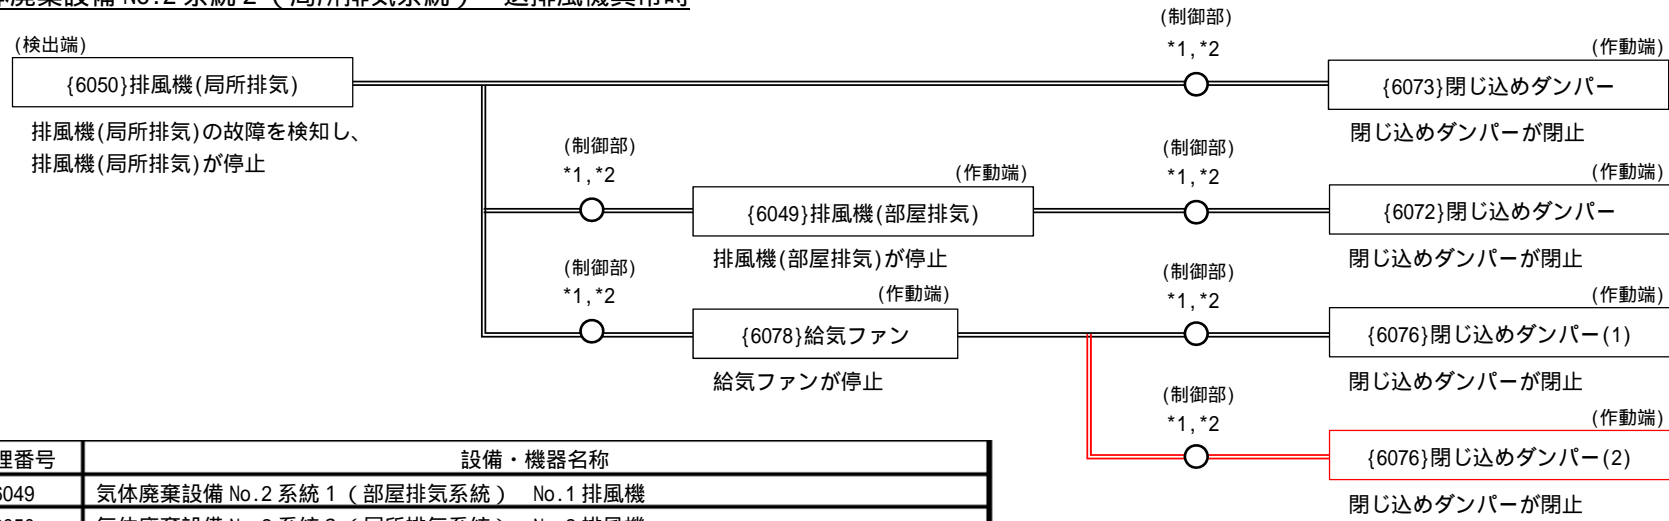 (制御部)
(検出端)
*1,*2
(作動端)
{6050}排風機(局所排気)
{6073}閉じ込めダンパー
排風機(局所排気)の故障を検知し、
排風機(局所排気)が停止
閉じ込めダンパーが閉止
(制御部)
*1,*2
(作動端)
(制御部)
*1,*2
(作動端)
{6049}排風機(部屋排気)
{6072}閉じ込めダンパー
排風機(部屋排気)が停止
閉じ込めダンパーが閉止
(制御部)
*1,*2
(作動端)
(制御部)
*1,*2
(作動端)
{6078}給気ファン
{6076}閉じ込めダンパー(1)
給気ファンが停止
閉じ込めダンパーが閉止
(制御部)
*1,*2
(作動端)
{6076}閉じ込めダンパー(2)
閉じ込めダンパーが閉止
理番号 設備・機器名称
6049 気体廃棄設備 No.2 系統1(部屋排気系統) No.1 排風機